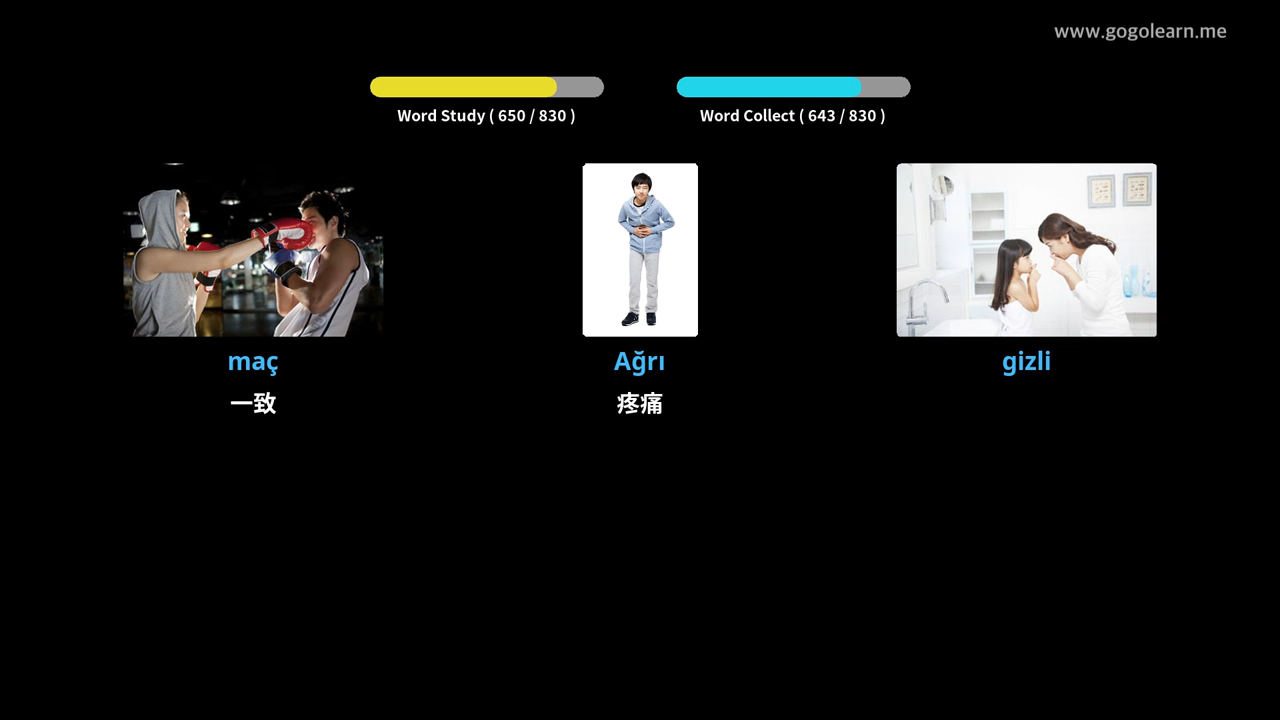 www.gogolearn.me
Word Study ( 650 / 830 )
Word Collect ( 643 / 830 )
maç
Ağrı
gizli
一致
疼痛